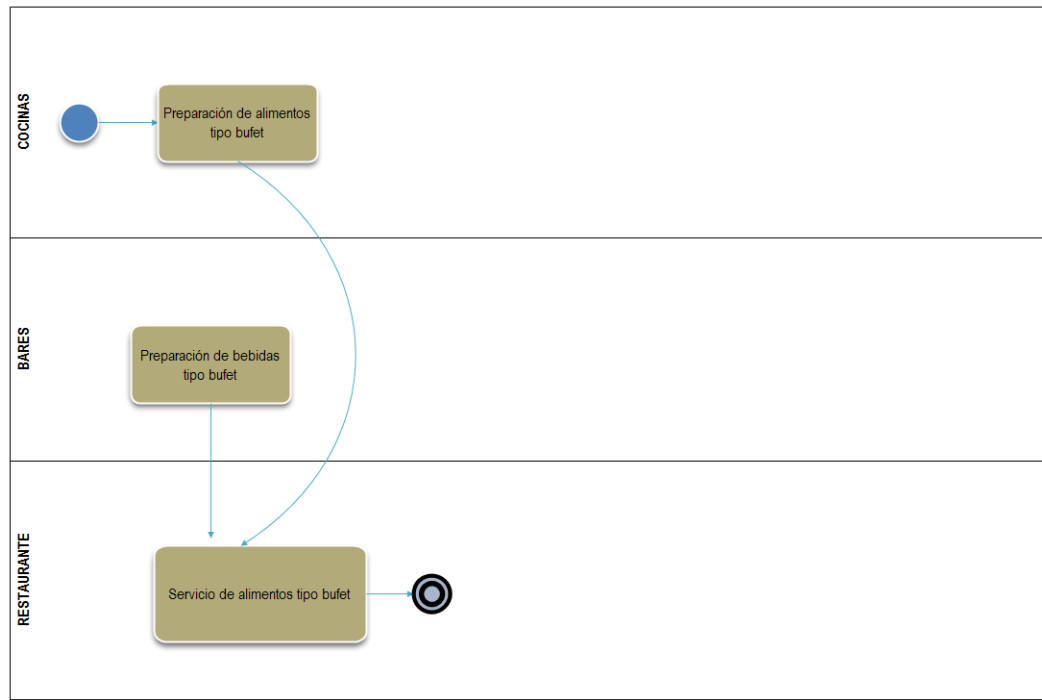 COCINAS
Preparación de alimentos
tipo bufet
BARES
Preparación de bebidas
tipo bufet
RESTAURANTE
Servicio de alimentos tipo bufet